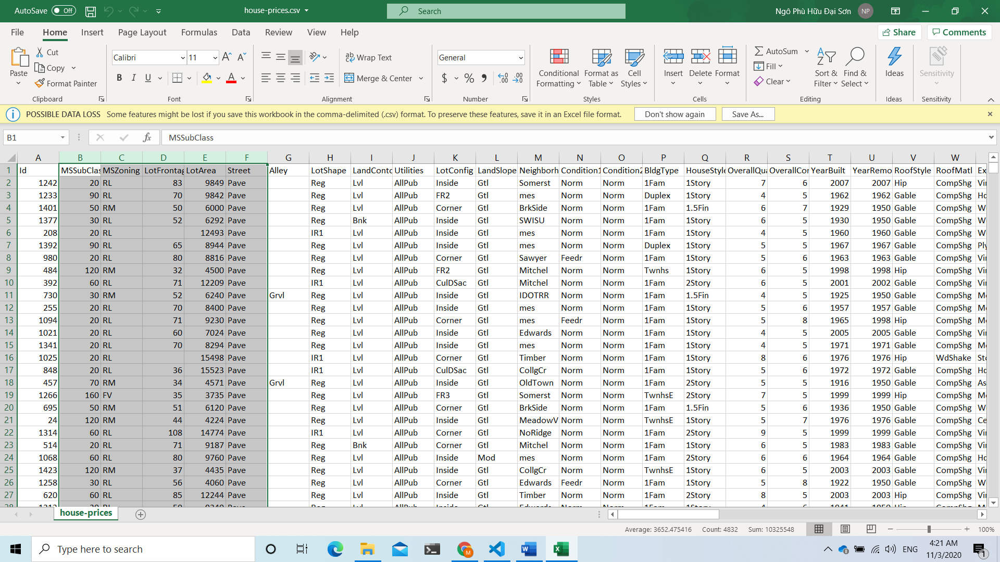 AutoSave Off house-prices.csv Search Ngô Phù Hữu Đại Sơn NP
File Home Insert Page Layout Formulas Data Review View Help Share Comments
Paste Cut Copy Format Painter Clipboard
Calibri 11 B I U A Font
Wrap Text Merge & Center Alignment
General $ % Number
Conditional Formatting Format as Table Cell Styles Styles
Insert Delete Format Cells
AutoSum Fill Clear Sort & Filter Find & Select Editing
Ideas Ideas
Sensitivity Sensitivity
POSSIBLE DATA LOSS Some features might be lost if you save this workbook in the comma-delimited (.csv) format. To preserve these features, save it in an Excel file format. Don't show again Save As...
B1 fx MSSubClass
A B C D E F G H I J K L M N O P Q R S T U V W
1 Id MSSubClas MSZoning LotFrontag LotArea Street Alley LotShape LandConto Utilities LotConfig LandSlope Neighborh Condition1 Condition2 BldgType HouseStyle OverallQua OverallCon YearBuilt YearRemo RoofStyle RoofMatl Ex
2 1242 20 RL 83 9849 Pave Reg Lvl AllPub Inside Gtl Somerst Norm Norm 1Fam 1Story 7 6 2007 2007 Hip CompShg Vi
3 1233 90 RL 70 9842 Pave Reg Lvl AllPub FR2 Gtl mes Norm Norm Duplex 1Story 4 5 1962 1962 Gable CompShg Hd
4 1401 50 RM 50 6000 Pave Reg Lvl AllPub Corner Gtl BrkSide Norm Norm 1Fam 1.5Fin 6 7 1929 1950 Gable CompShg W
5 1377 30 RL 52 6292 Pave Reg Bnk AllPub Inside Gtl SWISU Norm Norm 1Fam 1Story 6 5 1930 1950 Gable CompShg W
6 208 20 RL 12493 Pave IR1 Lvl AllPub Inside Gtl mes Norm Norm 1Fam 1Story 4 5 1960 1960 Gable CompShg W
7 1392 90 RL 65 8944 Pave Reg Lvl AllPub Inside Gtl mes Norm Norm Duplex 1Story 5 5 1967 1967 Gable CompShg Ply
8 980 20 RL 80 8816 Pave Reg Lvl AllPub Corner Gtl Sawyer Feedr Norm 1Fam 1Story 5 6 1963 1963 Gable CompShg Vi
9 484 120 RM 32 4500 Pave Reg Lvl AllPub FR2 Gtl Mitchel Norm Norm Twnhs 1Story 6 5 1998 1998 Hip CompShg Vi
10 392 60 RL 71 12209 Pave IR1 Lvl AllPub CulDSac Gtl Mitchel Norm Norm 1Fam 2Story 6 5 2001 2002 Gable CompShg Vi
11 730 30 RM 52 6240 Pave Grvl Reg Lvl AllPub Inside Gtl IDOTRR Norm Norm 1Fam 1.5Fin 4 5 1925 1950 Gable CompShg M
12 255 20 RL 70 8400 Pave Reg Lvl AllPub Inside Gtl mes Norm Norm 1Fam 1Story 5 6 1957 1957 Gable CompShg M
13 1094 20 RL 71 9230 Pave Reg Lvl AllPub Corner Gtl mes Feedr Norm 1Fam 1Story 5 8 1965 1998 Hip CompShg M
14 1021 20 RL 60 7024 Pave Reg Lvl AllPub Inside Gtl Edwards Norm Norm 1Fam 1Story 4 5 2005 2005 Gable CompShg Vi
15 1341 20 RL 70 8294 Pave Reg Lvl AllPub Inside Gtl mes Norm Norm 1Fam 1Story 4 5 1971 1971 Gable CompShg M
16 1025 20 RL 15498 Pave IR1 Lvl AllPub Corner Gtl Timber Norm Norm 1Fam 1Story 8 6 1976 1976 Hip WdShake Sto
17 848 20 RL 36 15523 Pave IR1 Lvl AllPub CulDSac Gtl CollgCr Norm Norm 1Fam 1Story 5 6 1972 1972 Gable CompShg Hd
18 457 70 RM 34 4571 Pave Grvl Reg Lvl AllPub Inside Gtl OldTown Norm Norm 1Fam 2Story 5 5 1916 1950 Gable CompShg As
19 1266 160 FV 35 3735 Pave Reg Lvl AllPub FR3 Gtl Somerst Norm Norm TwnhsE 2Story 7 5 1999 1999 Hip CompShg M
20 695 50 RM 51 6120 Pave Reg Lvl AllPub Corner Gtl BrkSide Norm Norm 1Fam 1.5Fin 5 6 1936 1950 Gable CompShg W
21 24 120 RM 44 4224 Pave Reg Lvl AllPub Inside Gtl MeadowV Norm Norm TwnhsE 1Story 5 7 1976 1976 Gable CompShg Ce
22 1314 60 RL 108 14774 Pave IR1 Lvl AllPub Corner Gtl NoRidge Norm Norm 1Fam 2Story 9 5 1999 1999 Gable CompShg Vi
23 514 20 RL 71 9187 Pave Reg Bnk AllPub Corner Gtl Mitchel Norm Norm 1Fam 1Story 6 5 1983 1983 Gable CompShg Vi
24 1068 60 RL 80 9760 Pave Reg Lvl AllPub Inside Mod mes Norm Norm 1Fam 2Story 6 6 1964 1964 Gable CompShg Hd
25 1423 120 RM 37 4435 Pave Reg Lvl AllPub Inside Gtl CollgCr Norm Norm TwnhsE 1Story 6 5 2003 2003 Gable CompShg Vi
26 1258 30 RL 56 4060 Pave Reg Lvl AllPub Corner Gtl Edwards Feedr Norm 1Fam 1Story 5 8 1922 1950 Gable CompShg W
27 620 60 RL 85 12244 Pave Reg Lvl AllPub Inside Gtl Timber Norm Norm 1Fam 2Story 8 5 2003 2003 Hip CompShg Vi
house-prices
Average: 3652.475416 Count: 4832 Sum: 10325548 100%
Type here to search ENG 4:21 AM
11/3/2020 1